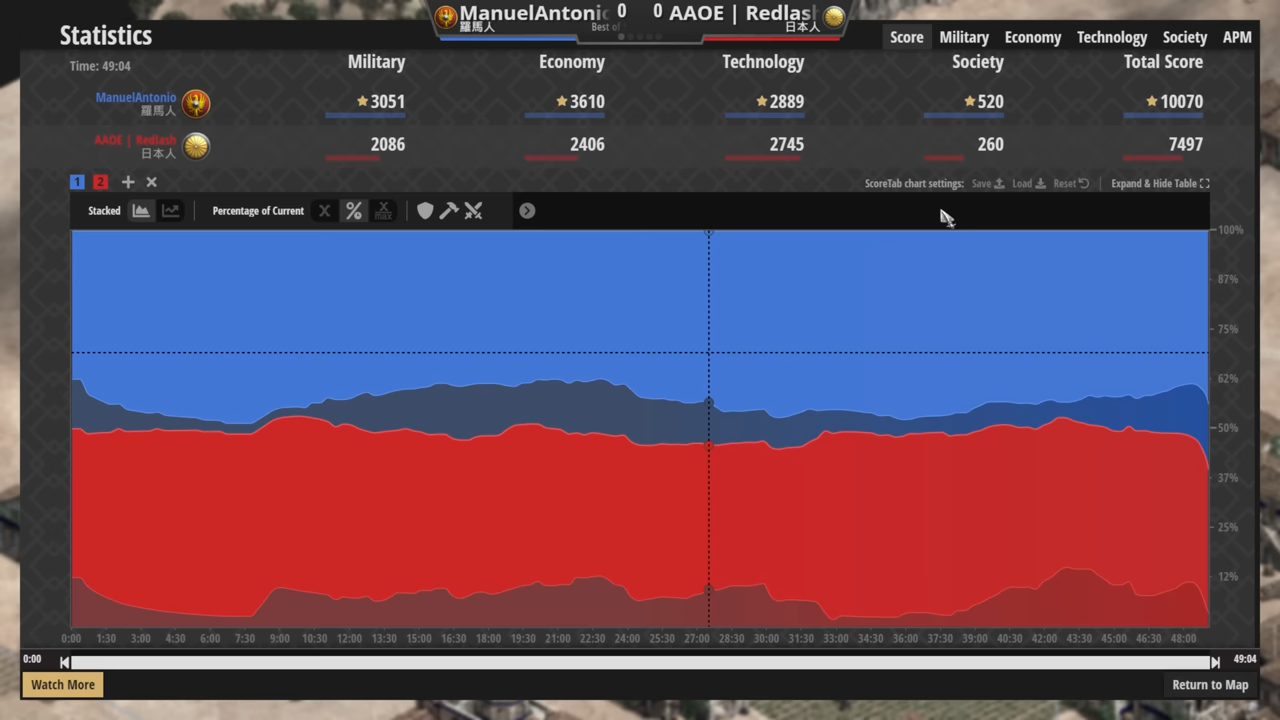 ManuelAntonic 0 0 AAOE | Redlash
羅馬人 Best of 日本人
Statistics
Score Military Economy Technology Society APM
Time: 49:04 Military Economy Technology Society Total Score
ManuelAntonio
羅馬人
3051 3610 2889 520 10070
AAOE | Redlash
日本人
2086 2406 2745 260 7497
1 2 + × ScoreTab chart settings: Save Load Reset Expand & Hide Table
Stacked Percentage of Current X % X max
100%
87%
75%
62%
50%
37%
25%
12%
0:00 1:30 3:00 4:30 6:00 7:30 9:00 10:30 12:00 13:30 15:00 16:30 18:00 19:30 21:00 22:30 24:00 25:30 27:00 28:30 30:00 31:30 33:00 34:30 36:00 37:30 39:00 40:30 42:00 43:30 45:00 46:30 48:00
0:00 49:04
Watch More Return to Map